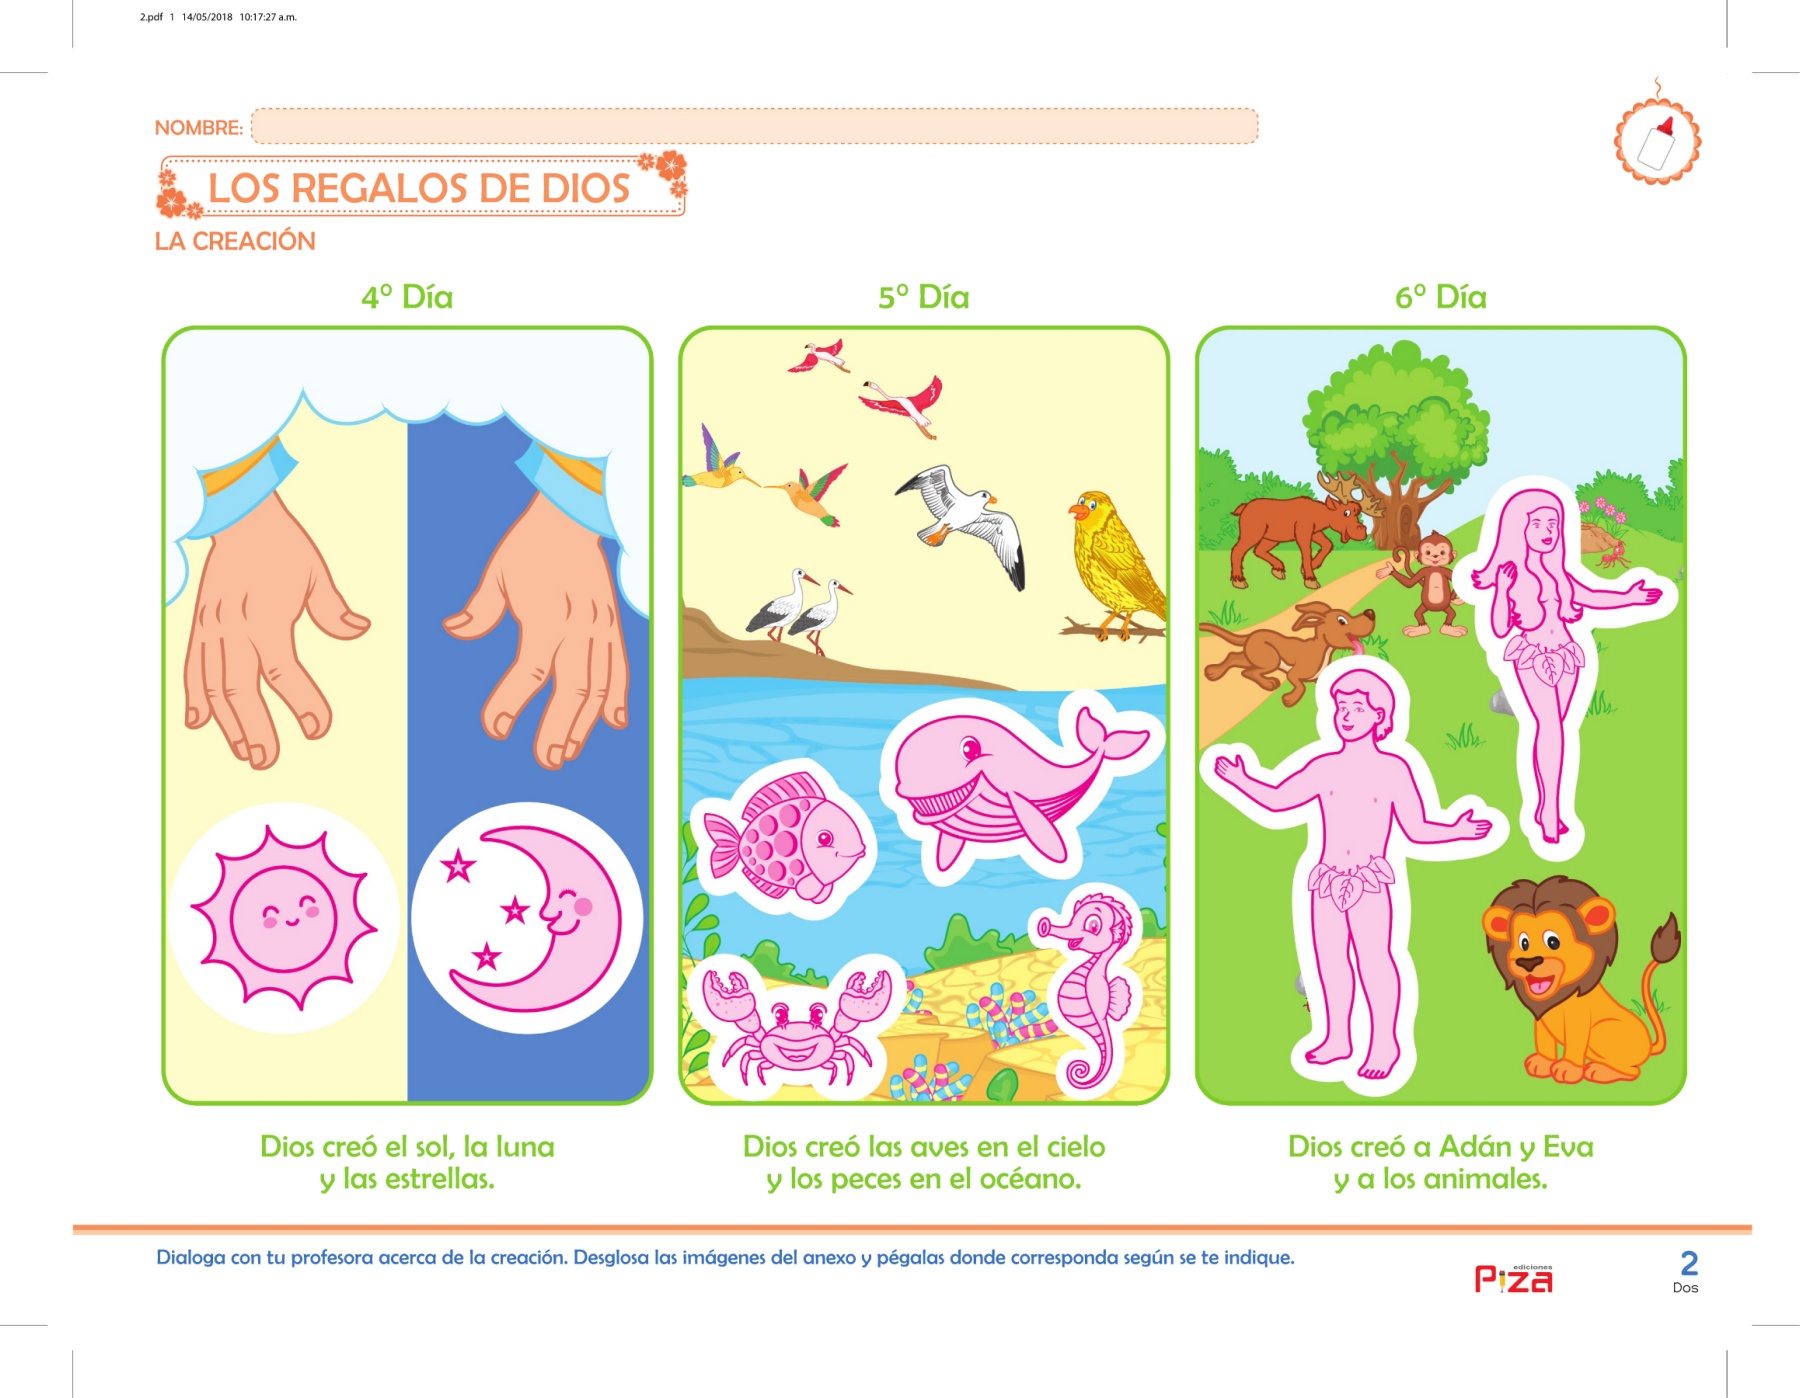 2.pdf 1 14/05/2018 10:17:27 a.m.
NOMBRE:
LOS REGALOS DE DIOS
LA CREACIÓN
4º Día
5º Día
6º Día
Dios creó el sol, la luna
y las estrellas.
Dios creó las aves en el cielo
y los peces en el océano.
Dios creó a Adán y Eva
y a los animales.
Dialoga con tu profesora acerca de la creación. Desglosa las imágenes del anexo y pégalas donde corresponda según se te indique.
ediciones
Piza
2
Dos